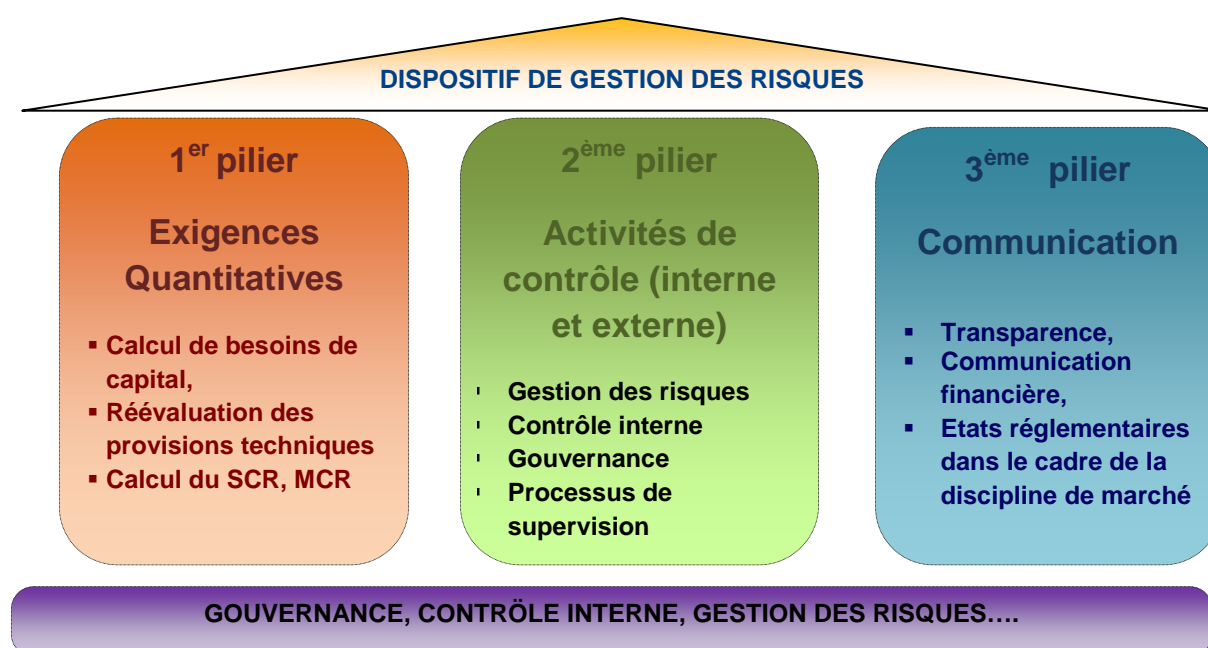 DISPOSITIF DE GESTION DES RISQUES
1er pilier
Exigences
Quantitatives
▪ Calcul de besoins de
capital,
▪ Réévaluation des
provisions techniques
▪ Calcul du SCR, MCR
2ème pilier
Activités de
contrôle (interne
et externe)
Gestion des risques
Contrôle interne
Gouvernance
Processus de
supervision
3ème pilier
Communication
▪ Transparence,
▪ Communication
financière,
▪ Etats réglementaires
dans le cadre de la
discipline de marché
GOUVERNANCE, CONTRÖLE INTERNE, GESTION DES RISQUES….